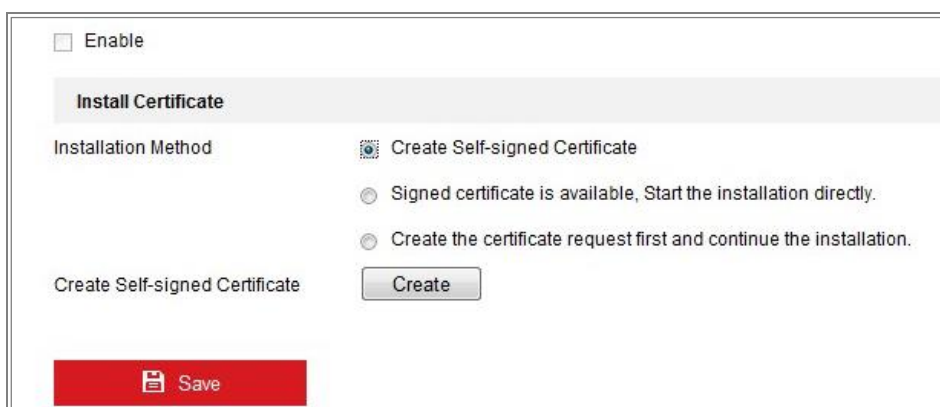 Enable
Install Certificate
Installation Method
Create Self-signed Certificate
Signed certificate is available, Start the installation directly.
Create the certificate request first and continue the installation.
Create Self-signed Certificate
Create
Save